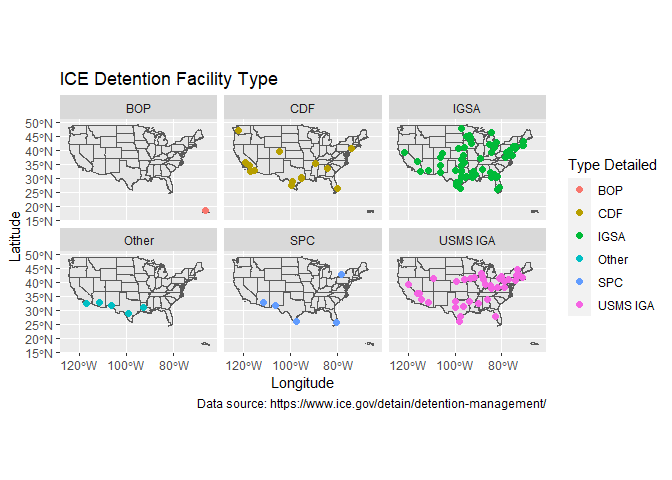 ICE Detention Facility Type
BOP CDF IGSA
50°N
45°N
40°N
35°N
30°N
25°N
20°N
15°N
Other SPC USMS IGA
50°N
45°N
40°N
35°N
30°N
25°N
20°N
15°N
120°W 100°W 80°W 120°W 100°W 80°W 120°W 100°W 80°W
Latitude
Longitude
Type Detailed
BOP
CDF
IGSA
Other
SPC
USMS IGA
Data source: https://www.ice.gov/detain/detention-management/